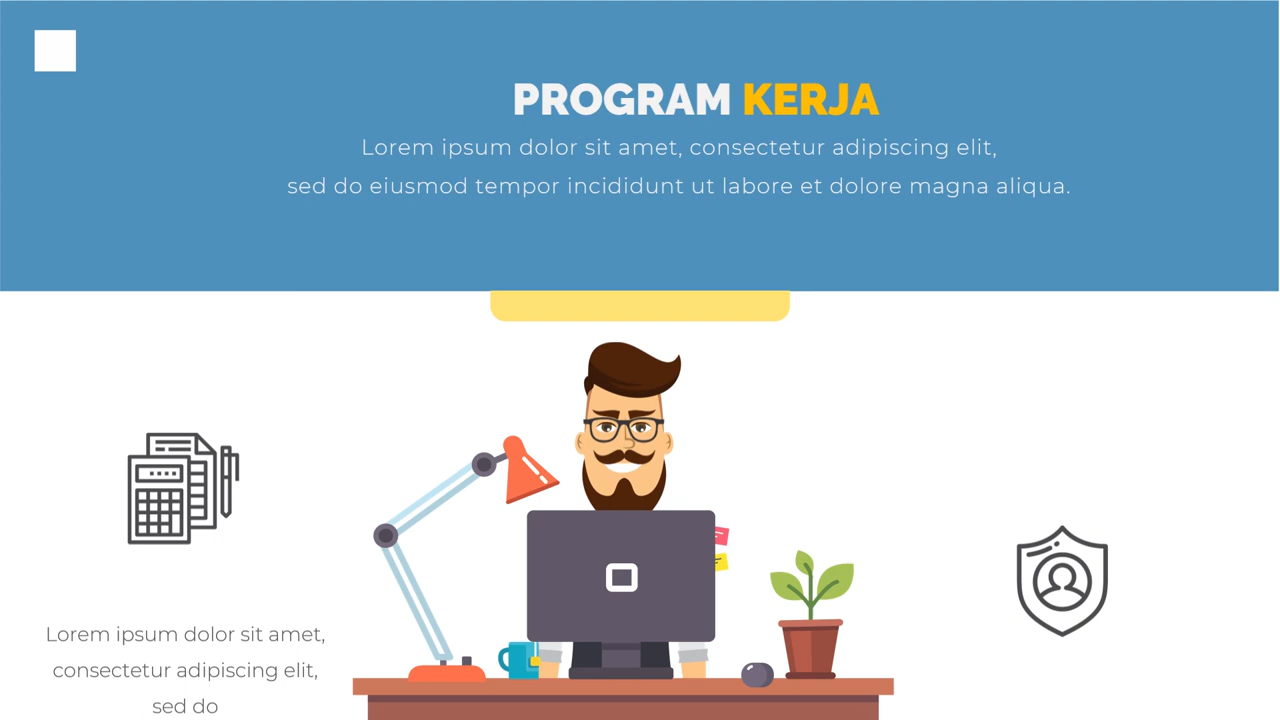 PROGRAM KERJA
Lorem ipsum dolor sit amet, consectetur adipiscing elit,
sed do eiusmod tempor incididunt ut labore et dolore magna aliqua.
Lorem ipsum dolor sit amet,
consectetur adipiscing elit,
sed do